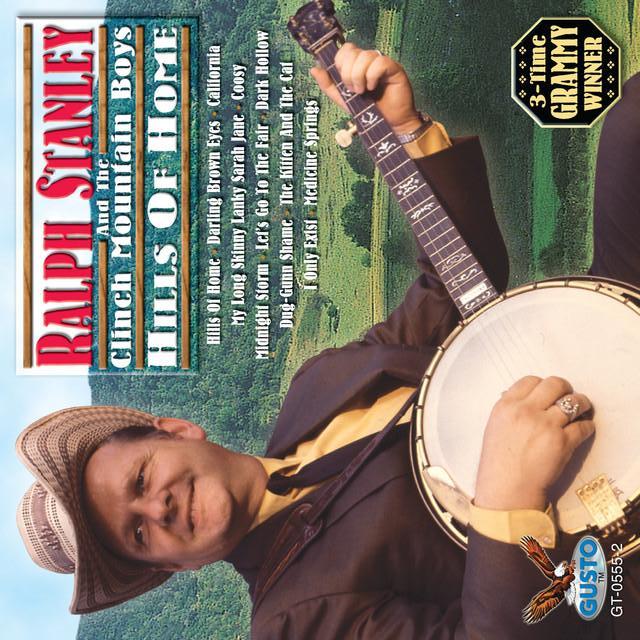 RALPH STANLEY
And The
Clinch Mountain Boys
HILLS OF HOME
Hills Of Home • Darling Brown Eyes • California
My Long Skinny Lanky Sarah Jane • Coosy
Midnight Storm • Let's Go To The Fair • Dark Hollow
Dug-Gunn Shame • The Kitten And The Cat
I Only Exist • Medicine Springs
3-Time
GRAMMY
WINNER
GUSTO
TM
GT-0555-2